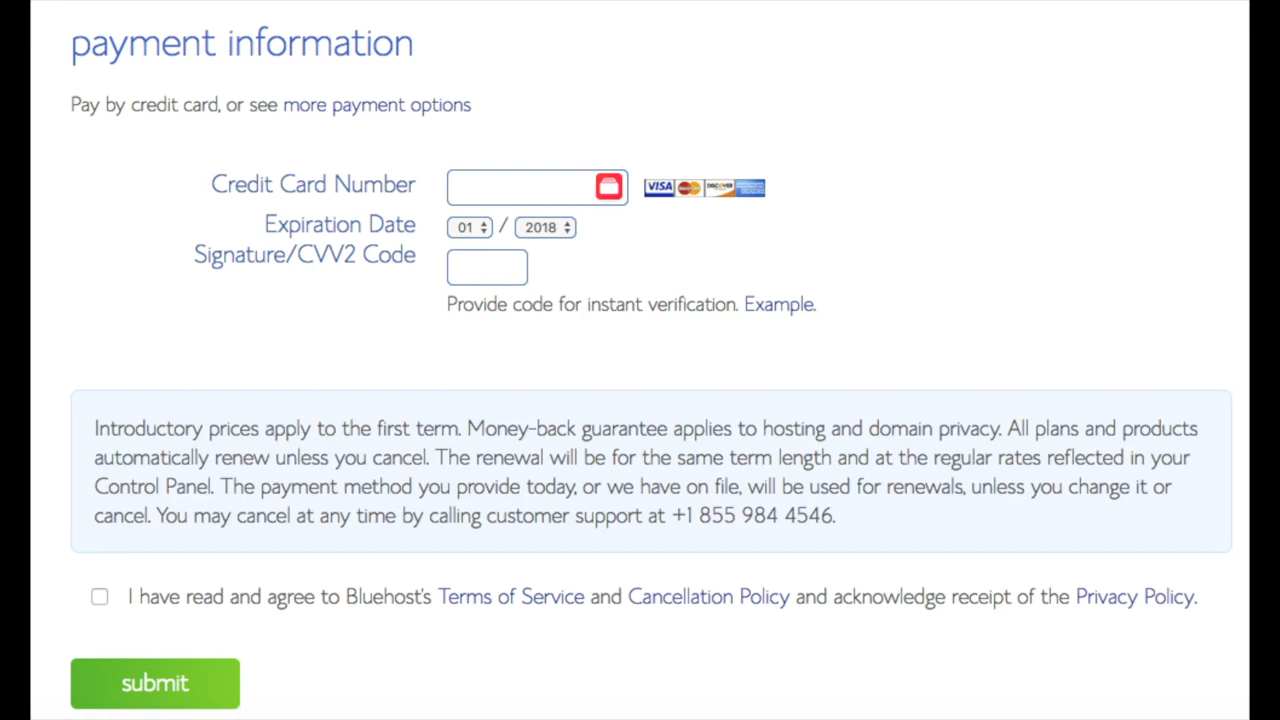 payment information
Pay by credit card, or see more payment options
Credit Card Number
VISA
DISCOVER
Expiration Date 01 / 2018
Signature/CVV2 Code
Provide code for instant verification. Example.
Introductory prices apply to the first term. Money-back guarantee applies to hosting and domain privacy. All plans and products
automatically renew unless you cancel. The renewal will be for the same term length and at the regular rates reflected in your
Control Panel. The payment method you provide today, or we have on file, will be used for renewals, unless you change it or
cancel. You may cancel at any time by calling customer support at +1 855 984 4546.
I have read and agree to Bluehost's Terms of Service and Cancellation Policy and acknowledge receipt of the Privacy Policy.
submit